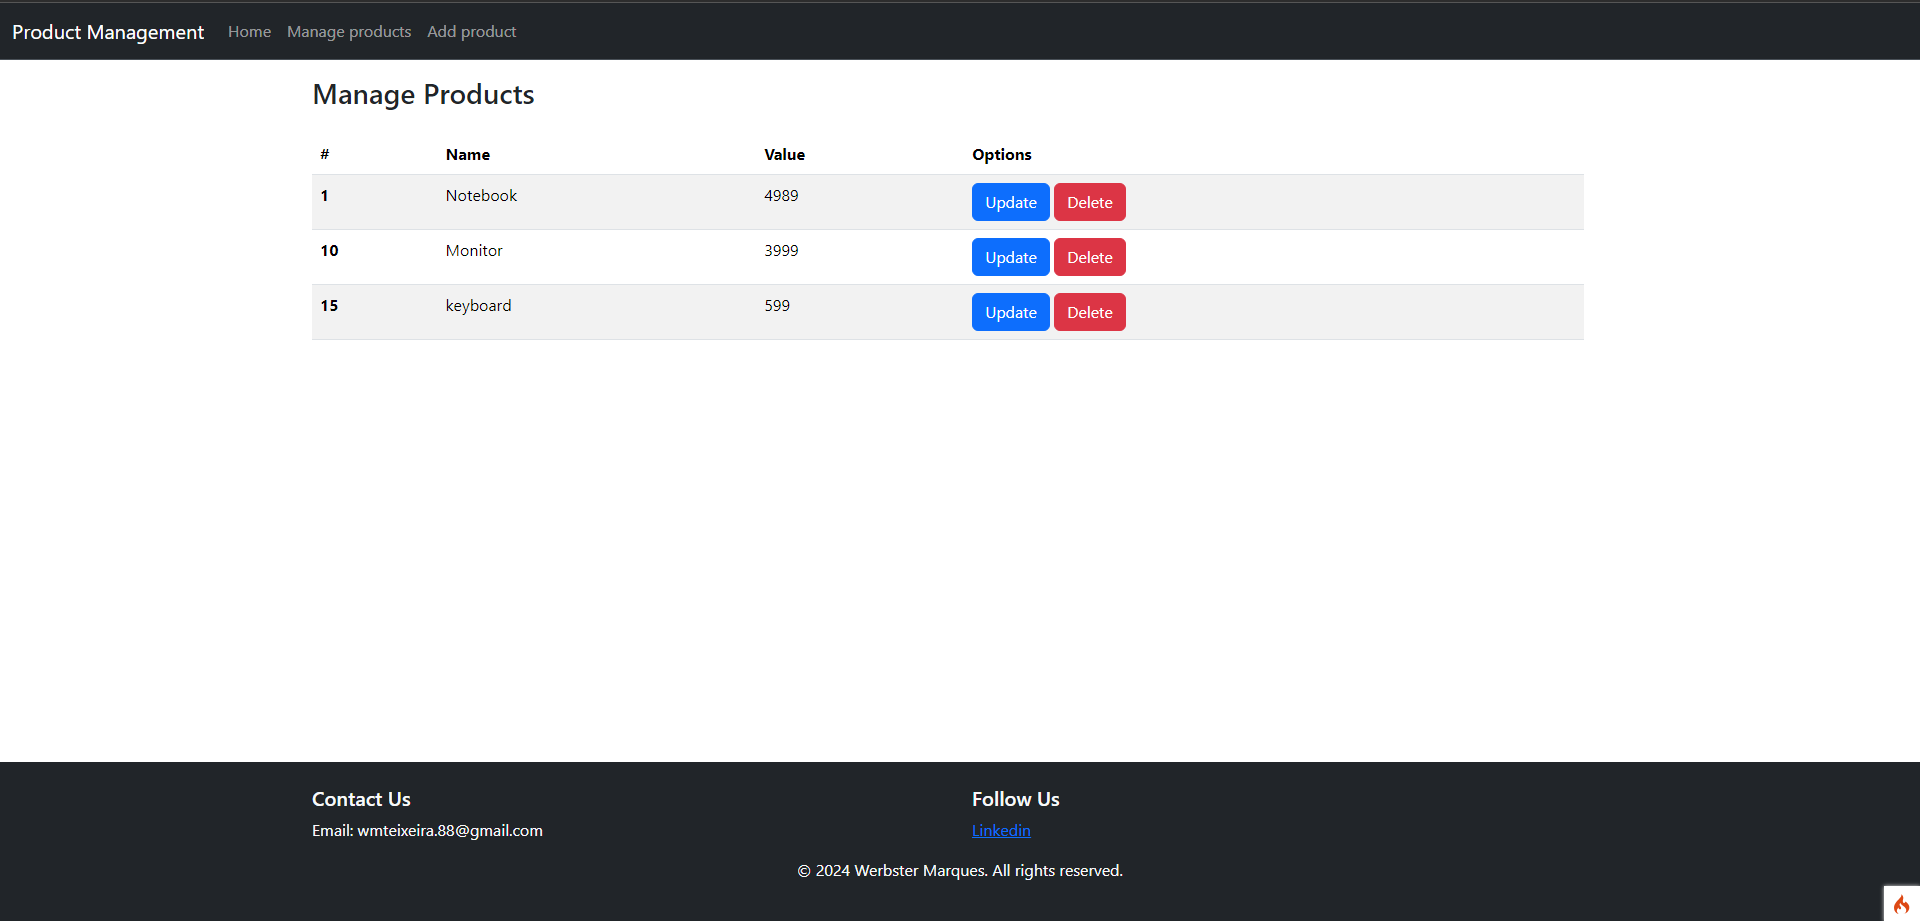 Product Management Home Manage products Add product
Manage Products
# Name Value Options
1 Notebook 4989 Update Delete
10 Monitor 3999 Update Delete
15 keyboard 599 Update Delete
Contact Us Follow Us
Email: wmteixeira.88@gmail.com Linkedin
© 2024 Werbster Marques. All rights reserved.